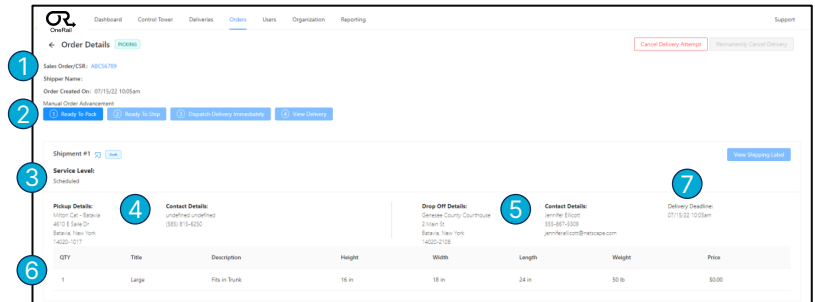 OR
OneRail
Dashboard Control Tower Deliveries Orders Users Organization Reporting Support
← Order Details PICKING Cancel Delivery Attempt Permanently Cancel Delivery
1 Sales Order/CSR: ABC56789
Shipper Name:
Order Created On: 07/15/22 10:05am
Manual Order Advancement
2 1 Ready To Pack 2 Ready To Ship 3 Dispatch Delivery Immediately 4 View Delivery
Shipment #1 View Shipping Label
3 Service Level:
Scheduled
4 5 7
Pickup Details: Contact Details: Drop Off Details: Contact Details: Delivery Deadline:
Milton Cat - Batavia undefined undefined Genesee County Courthouse Jennifer Ellicott 07/15/22 10:05am
4610 E Saile Dr (585) 815-6250 2 Main St 555-867-5309
Batavia, New York Batavia, New York jenniferellicott@netscape.com
14020-1017 14020-2108
6 QTY Title Description Height Width Length Weight Price
1 Large Fits in Trunk 16 in 18 in 24 in 50 lb $0.00